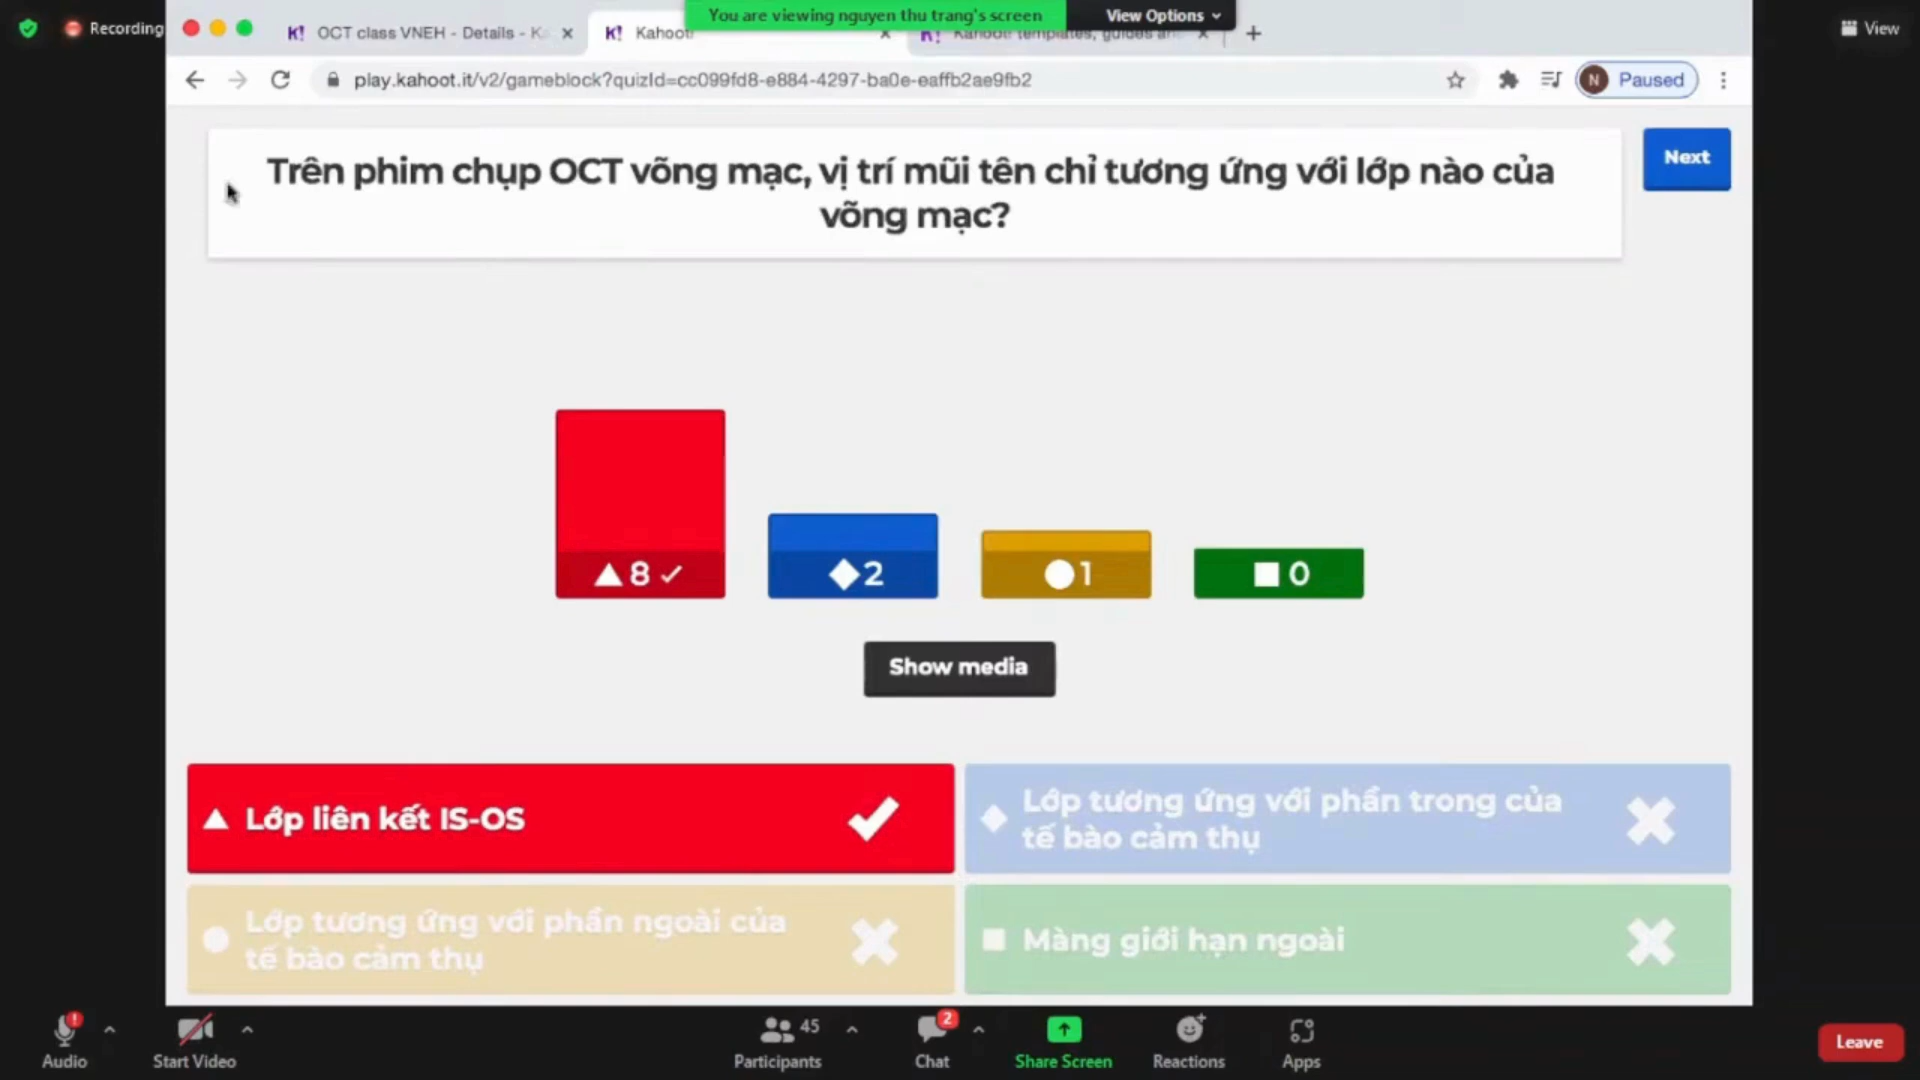 Recording
You are viewing nguyen thu trang's screen
View Options
View
K! OCT class VNEH - Details - K
K! Kahoot!
K! Kahoot! templates, guides an
play.kahoot.it/v2/gameblock?quizId=cc099fd8-e884-4297-ba0e-eaffb2ae9fb2
N Paused
Trên phim chụp OCT võng mạc, vị trí mũi tên chỉ tương ứng với lớp nào của
võng mạc?
Next
8
2
1
0
Show media
Lớp liên kết IS-OS
Lớp tương ứng với phần trong của
tế bào cảm thụ
Lớp tương ứng với phần ngoài của
tế bào cảm thụ
Màng giới hạn ngoài
Audio
Start Video
45
Participants
2
Chat
Share Screen
Reactions
Apps
Leave